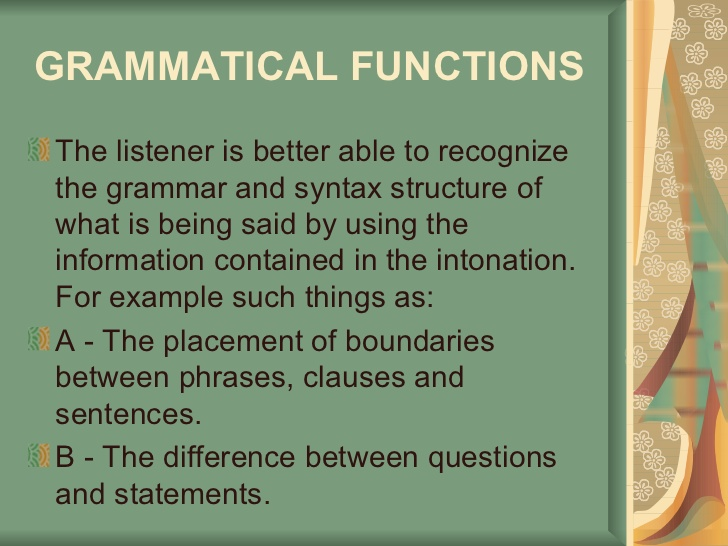 GRAMMATICAL FUNCTIONS
The listener is better able to recognize
the grammar and syntax structure of
what is being said by using the
information contained in the intonation.
For example such things as:
A - The placement of boundaries
between phrases, clauses and
sentences.
B - The difference between questions
and statements.